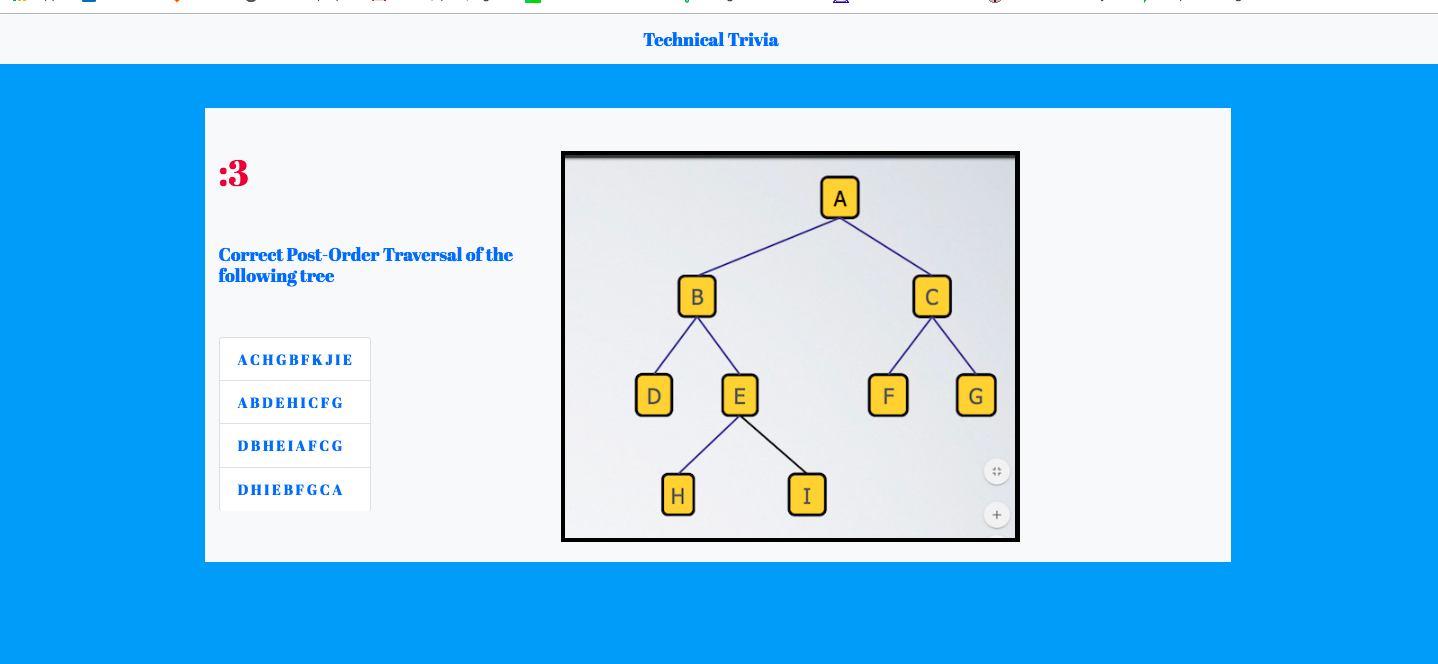 Technical Trivia
:3
Correct Post-Order Traversal of the
following tree
A C H G B F K J I E
A B D E H I C F G
D B H E I A F C G
D H I E B F G C A
A
B
C
D
E
F
G
H
I
+